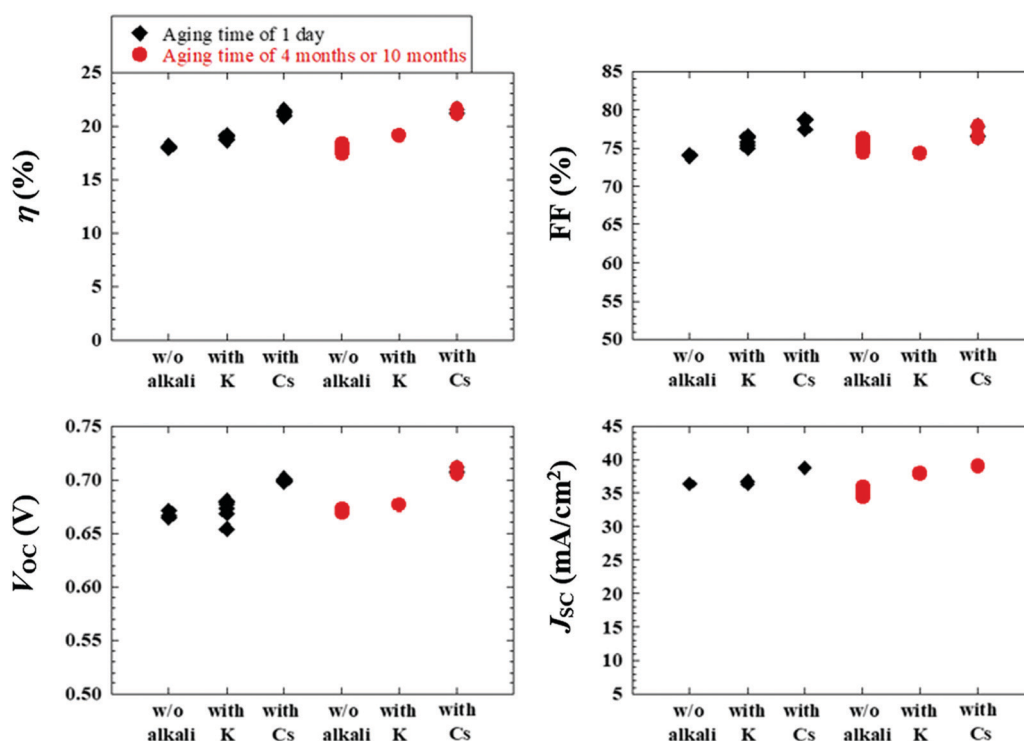 Aging time of 1 day
Aging time of 4 months or 10 months
η (%)
25
20
15
10
5
0
w/o alkali
with K
with Cs
w/o alkali
with K
with Cs
FF (%)
85
80
75
70
65
60
55
50
w/o alkali
with K
with Cs
w/o alkali
with K
with Cs
VOC (V)
0.75
0.70
0.65
0.60
0.55
0.50
w/o alkali
with K
with Cs
w/o alkali
with K
with Cs
JSC (mA/cm²)
45
40
35
30
25
20
15
10
5
w/o alkali
with K
with Cs
w/o alkali
with K
with Cs